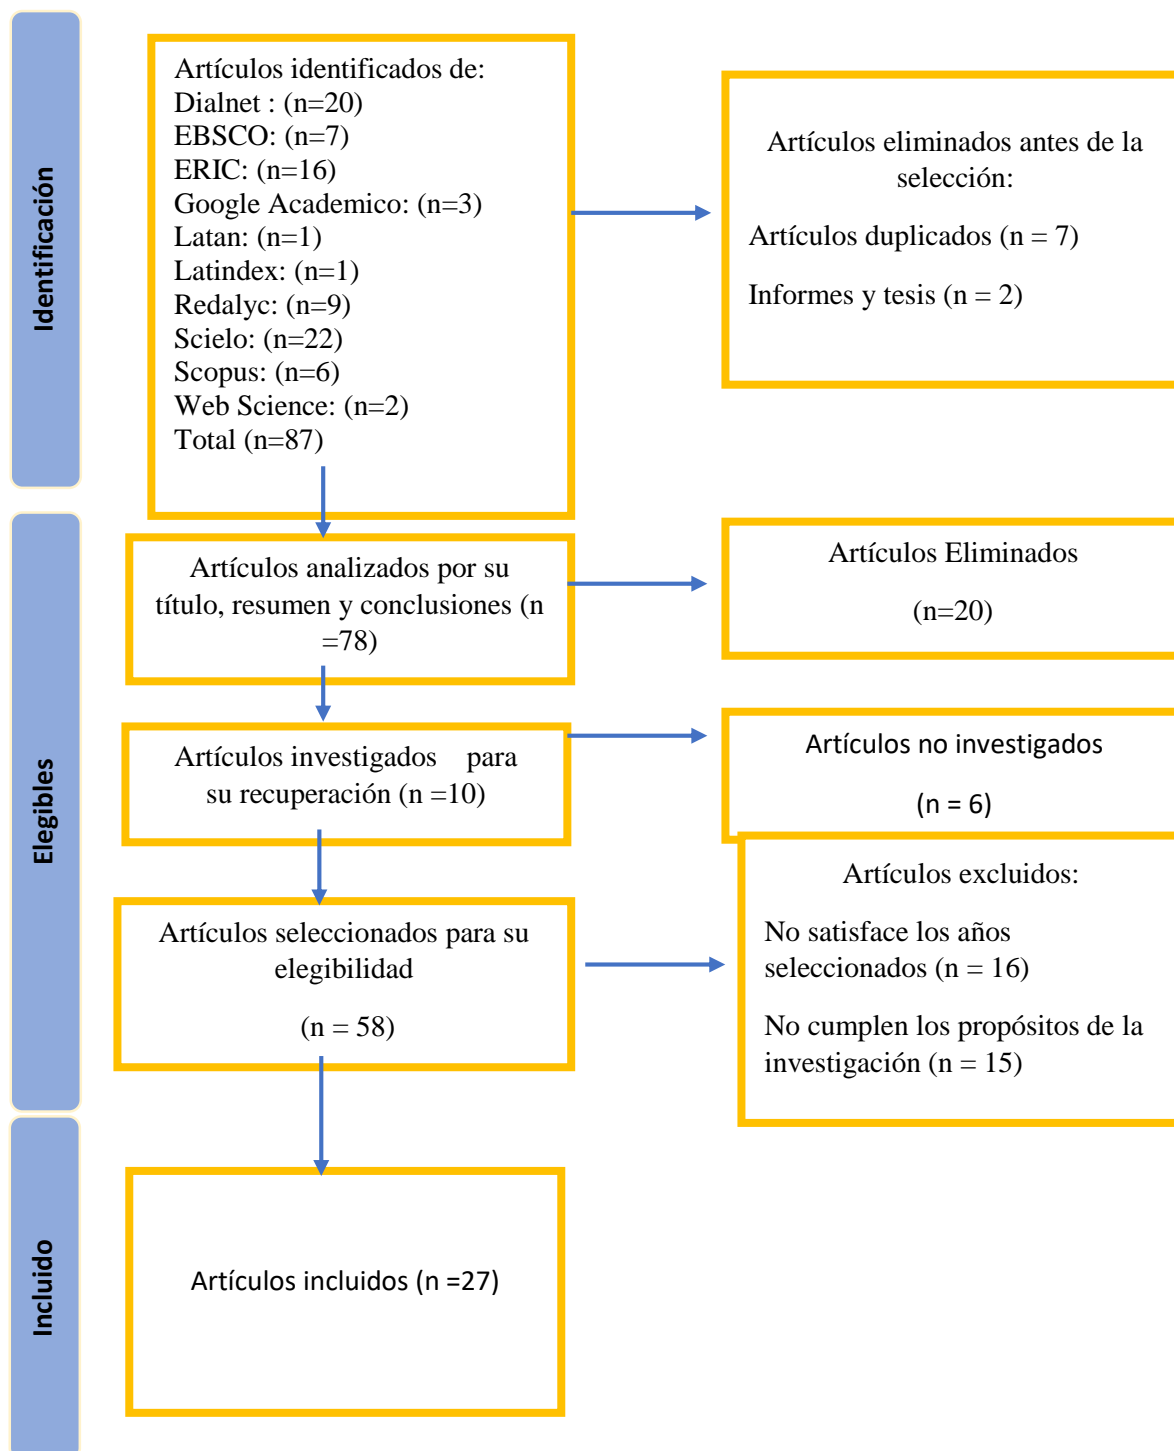 Identificación
Artículos identificados de:
Dialnet : (n=20)
EBSCO: (n=7)
ERIC: (n=16)
Google Academico: (n=3)
Latan: (n=1)
Latindex: (n=1)
Redalyc: (n=9)
Scielo: (n=22)
Scopus: (n=6)
Web Science: (n=2)
Total (n=87)
Artículos eliminados antes de la
selección:
Artículos duplicados (n = 7)
Informes y tesis (n = 2)
Elegibles
Artículos analizados por su
título, resumen y conclusiones (n
=78)
Artículos Eliminados
(n=20)
Artículos investigados para
su recuperación (n =10)
Artículos no investigados
(n = 6)
Artículos seleccionados para su
elegibilidad
(n = 58)
Artículos excluidos:
No satisface los años
seleccionados (n = 16)
No cumplen los propósitos de la
investigación (n = 15)
Incluido
Artículos incluidos (n =27)